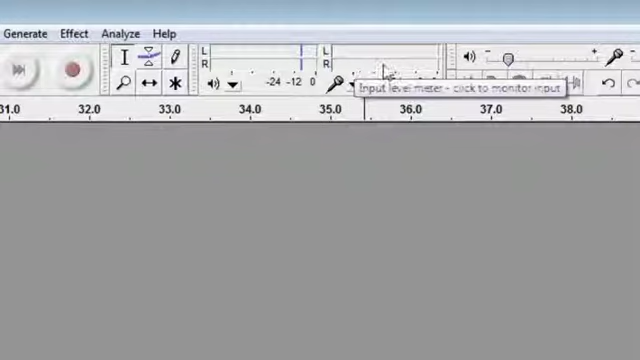 Generate Effect Analyze Help
L L
R R
- +
-24 -12 0
Input level meter - click to monitor input
31.0 32.0 33.0 34.0 35.0 36.0 37.0 38.0